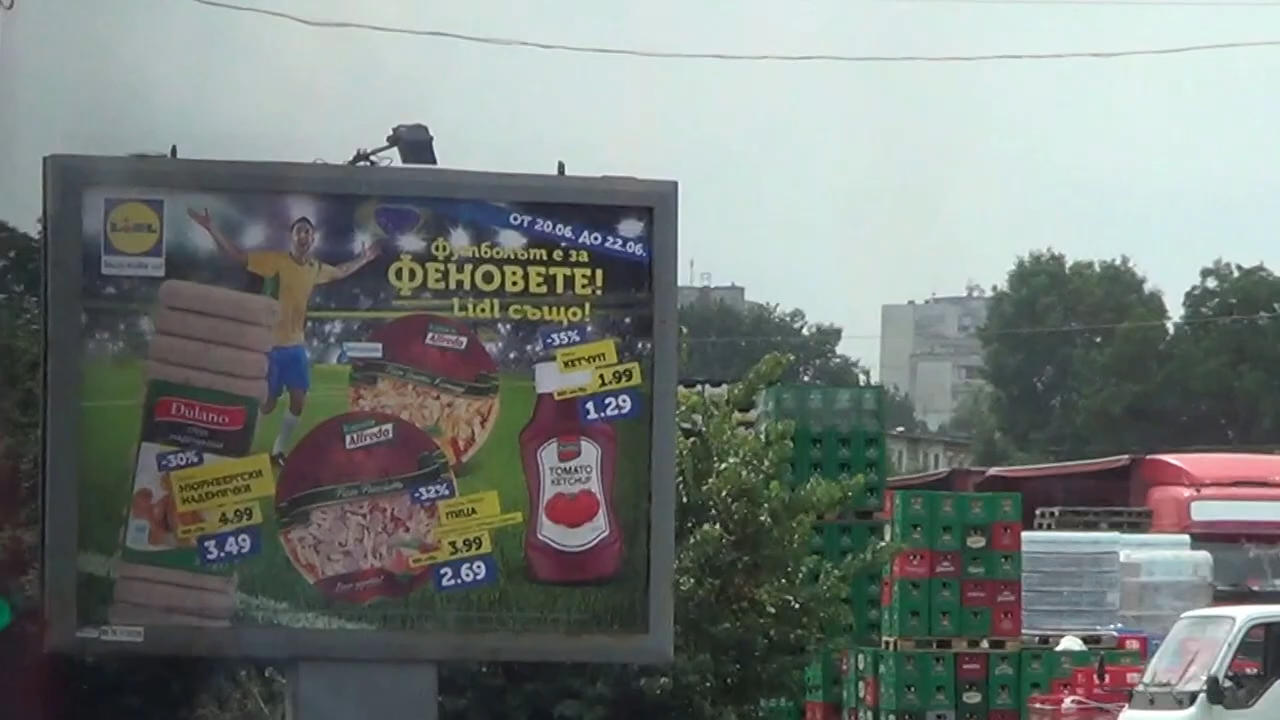 LIDL
ОТ 20.06. ДО 22.06.
Футболът е за
ФЕНОВЕТЕ!
Lidl също!
Dulano
-30%
НЮРНБЕРГСКИ
НАДЕНИЧКИ
4.99
3.49
Alfredo
Alfredo
-32%
ПИЦА
3.99
2.69
-35%
КЕТЧУП
1.99
1.29
TOMATO
KETCHUP